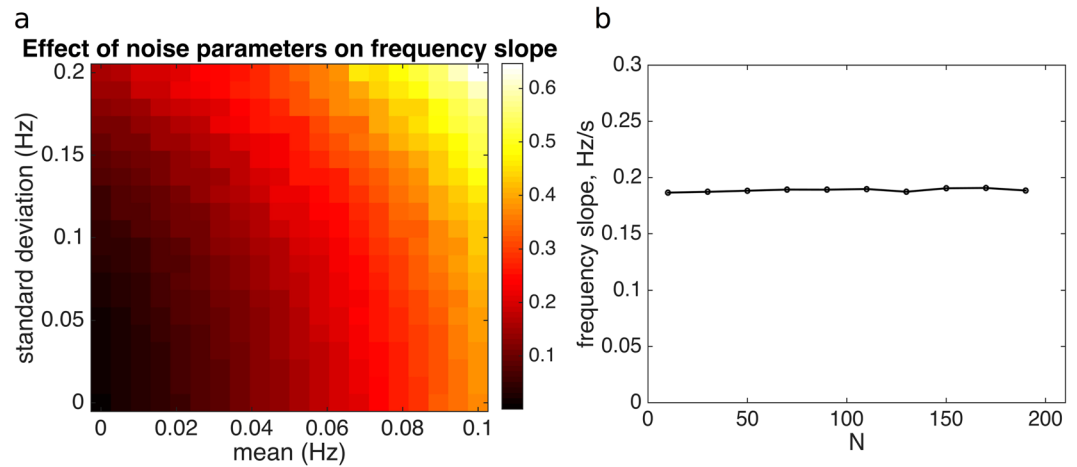 a
Effect of noise parameters on frequency slope
standard deviation (Hz)
0.2
0.15
0.1
0.05
0
0 0.02 0.04 0.06 0.08 0.1
mean (Hz)
0.6
0.5
0.4
0.3
0.2
0.1
b
frequency slope, Hz/s
0.3
0.25
0.2
0.15
0.1
0.05
0
0 50 100 150 200
N